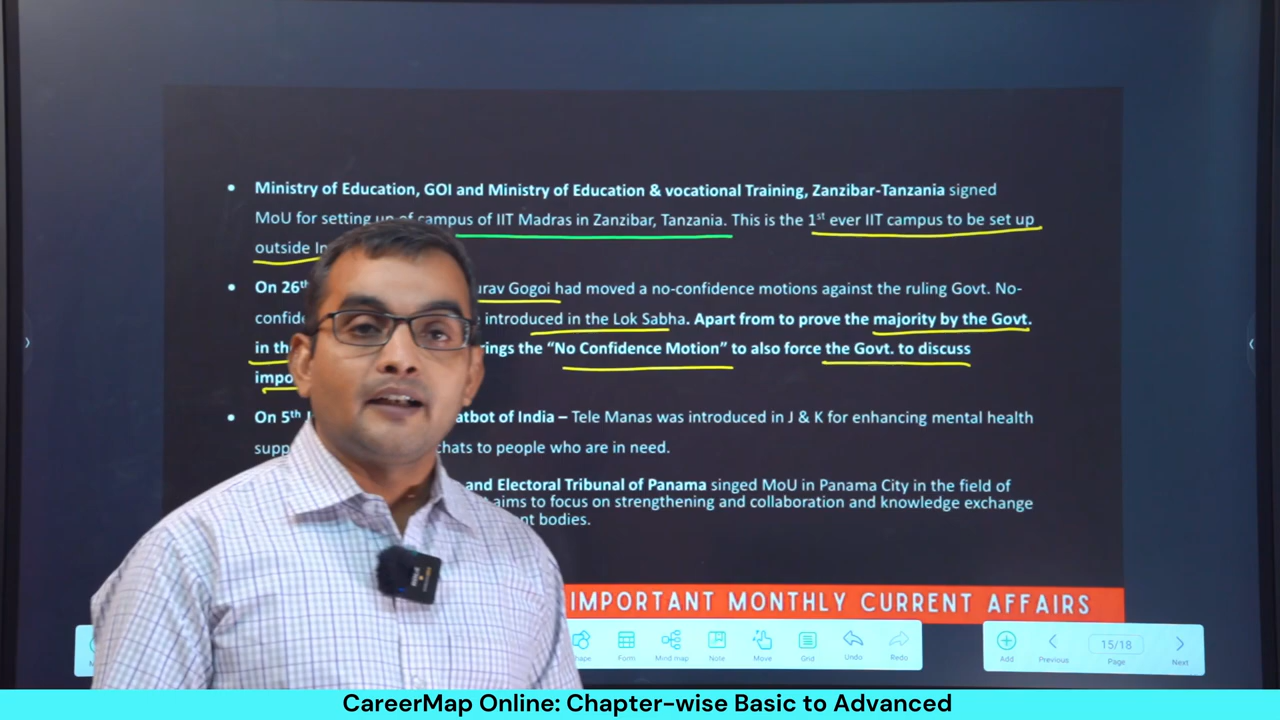 • Ministry of Education, GOI and Ministry of Education & vocational Training, Zanzibar-Tanzania signed
MoU for setting up of campus of IIT Madras in Zanzibar, Tanzania. This is the 1st ever IIT campus to be set up
outside In
• On 26th urav Gogoi had moved a no-confidence motions against the ruling Govt. No-
confide introduced in the Lok Sabha. Apart from to prove the majority by the Govt.
in th rings the “No Confidence Motion” to also force the Govt. to discuss
impo
• On 5th atbot of India – Tele Manas was introduced in J & K for enhancing mental health
supp chats to people who are in need.
and Electoral Tribunal of Panama singed MoU in Panama City in the field of
aims to focus on strengthening and collaboration and knowledge exchange
nt bodies.
IMPORTANT MONTHLY CURRENT AFFAIRS
hape Form Mind map Note Move Grid Undo Redo Add Previous 15/18 Page Next
CareerMap Online: Chapter-wise Basic to Advanced